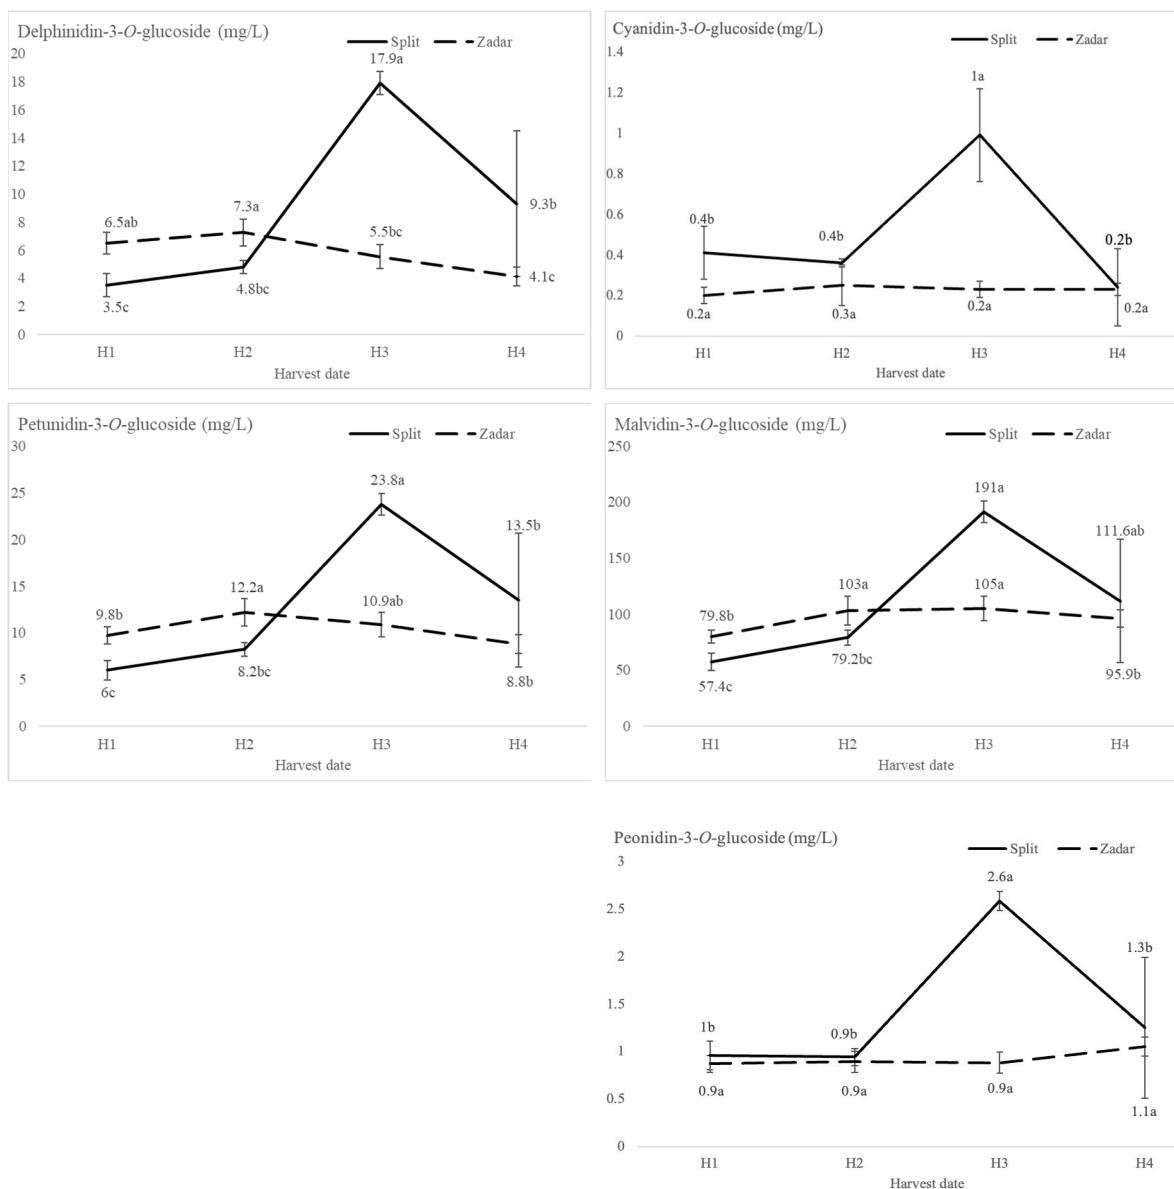 Delphinidin-3-O-glucoside (mg/L)
Split Zadar
20
18
16
14
12
10
8
6
4
2
0
17.9a
9.3b
6.5ab
7.3a
5.5bc
4.1c
3.5c
4.8bc
H1 H2 H3 H4
Harvest date
Cyanidin-3-O-glucoside (mg/L)
Split Zadar
1.4
1.2
1
0.8
0.6
0.4
0.2
0
1a
0.4b
0.4b
0.2b
0.2a
0.3a
0.2a
0.2a
H1 H2 H3 H4
Harvest date
Petunidin-3-O-glucoside (mg/L)
Split Zadar
30
25
20
15
10
5
0
23.8a
13.5b
9.8b
12.2a
10.9ab
8.8b
6c
8.2bc
H1 H2 H3 H4
Harvest date
Malvidin-3-O-glucoside (mg/L)
Split Zadar
250
200
150
100
50
0
191a
111.6ab
79.8b
103a
105a
95.9b
57.4c
79.2bc
H1 H2 H3 H4
Harvest date
Peonidin-3-O-glucoside (mg/L)
Split Zadar
3
2.5
2
1.5
1
0.5
0
2.6a
1.3b
1b
0.9b
0.9a
0.9a
0.9a
1.1a
H1 H2 H3 H4
Harvest date